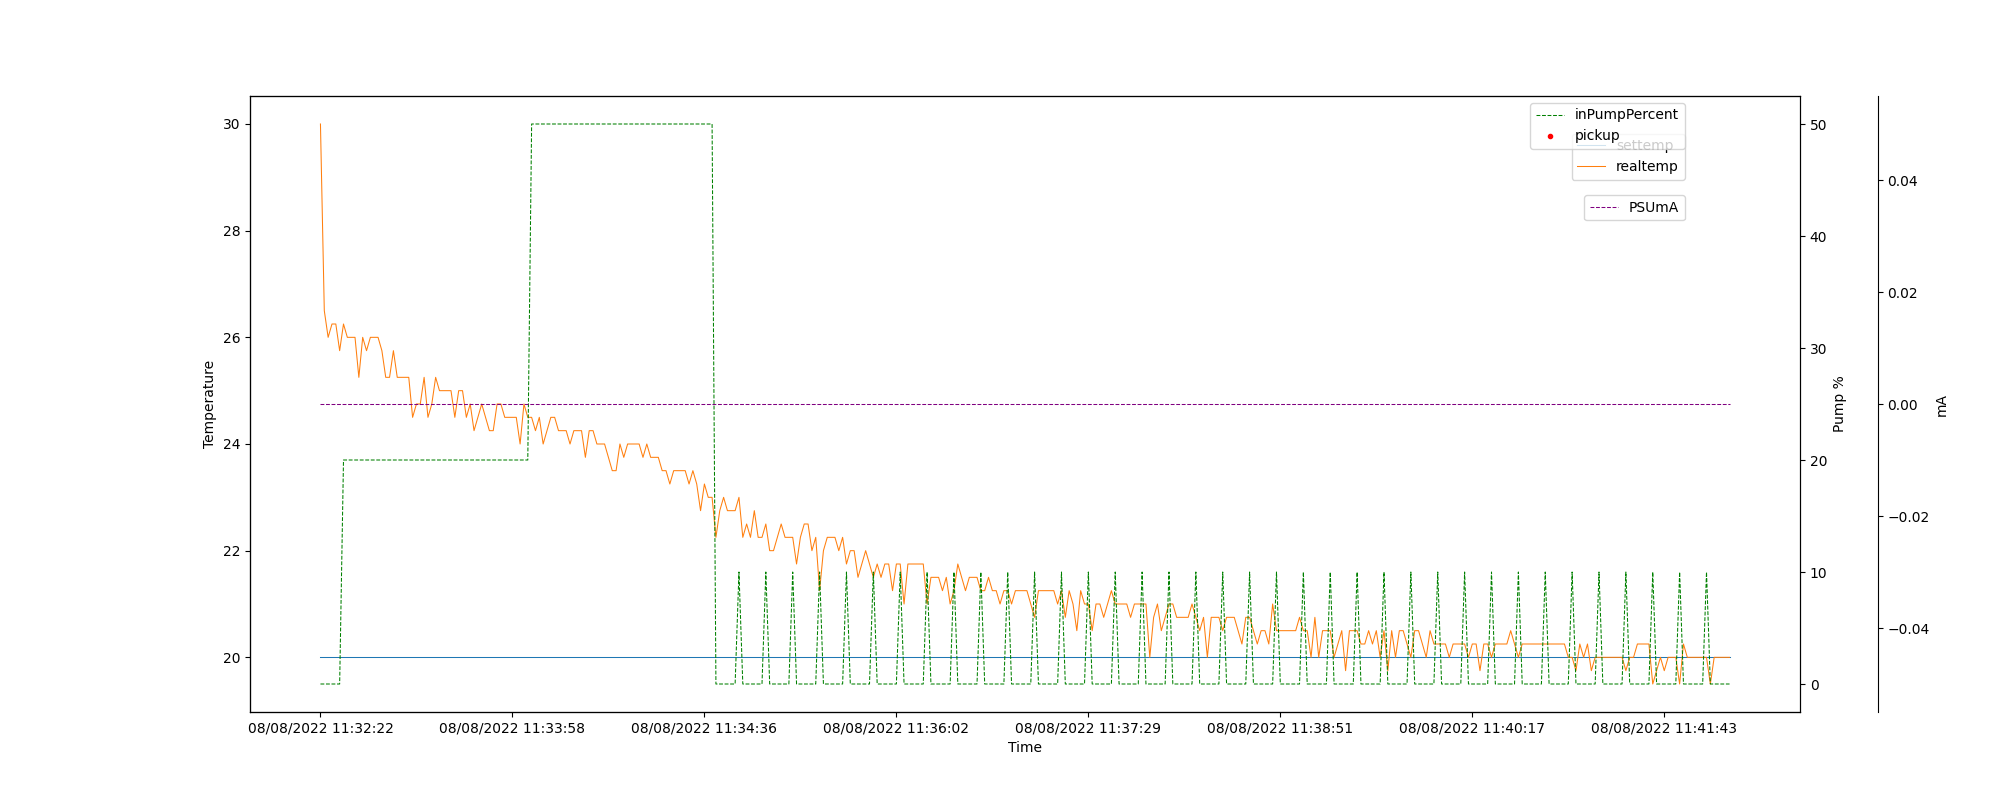 inPumpPercent
pickup
settemp
realtemp
PSUmA
30
28
26
24
22
20
Temperature
50
40
30
20
10
0
Pump %
0.04
0.02
0.00
−0.02
−0.04
mA
08/08/2022 11:32:22
08/08/2022 11:33:58
08/08/2022 11:34:36
08/08/2022 11:36:02
08/08/2022 11:37:29
08/08/2022 11:38:51
08/08/2022 11:40:17
08/08/2022 11:41:43
Time